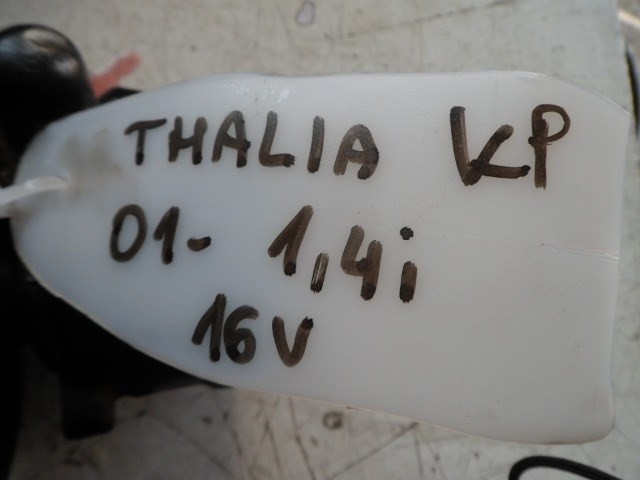 THALIA KP
01- 1,4i
16V